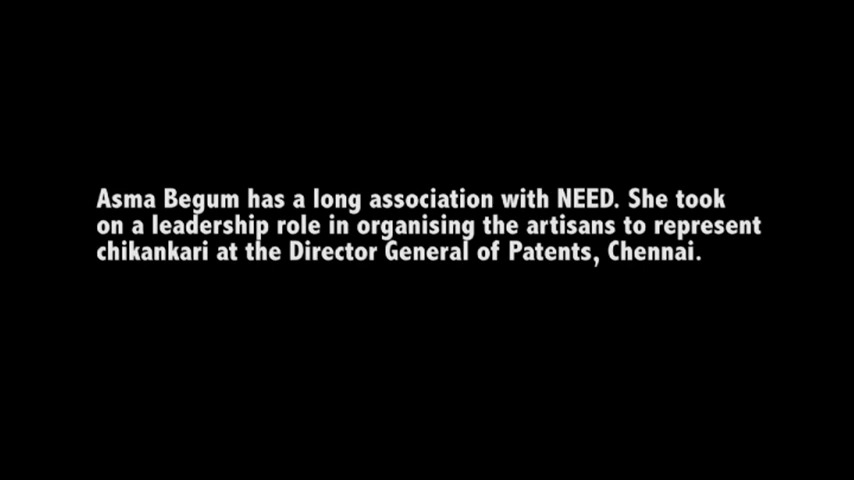 Asma Begum has a long association with NEED. She took
on a leadership role in organising the artisans to represent
chikankari at the Director General of Patents, Chennai.